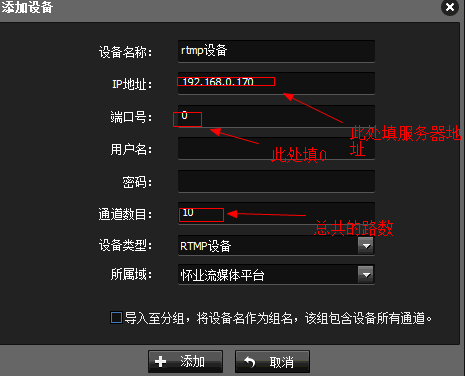 添加设备
设备名称： rtmp设备
IP地址： 192.168.0.170
端口号： 0
此处填服务器地
址
此处填0
用户名：
密码：
通道数目： 10
总共的路数
设备类型： RTMP设备
所属域： 怀业流媒体平台
导入至分组，将设备名作为组名，该组包含设备所有通道。
添加 取消